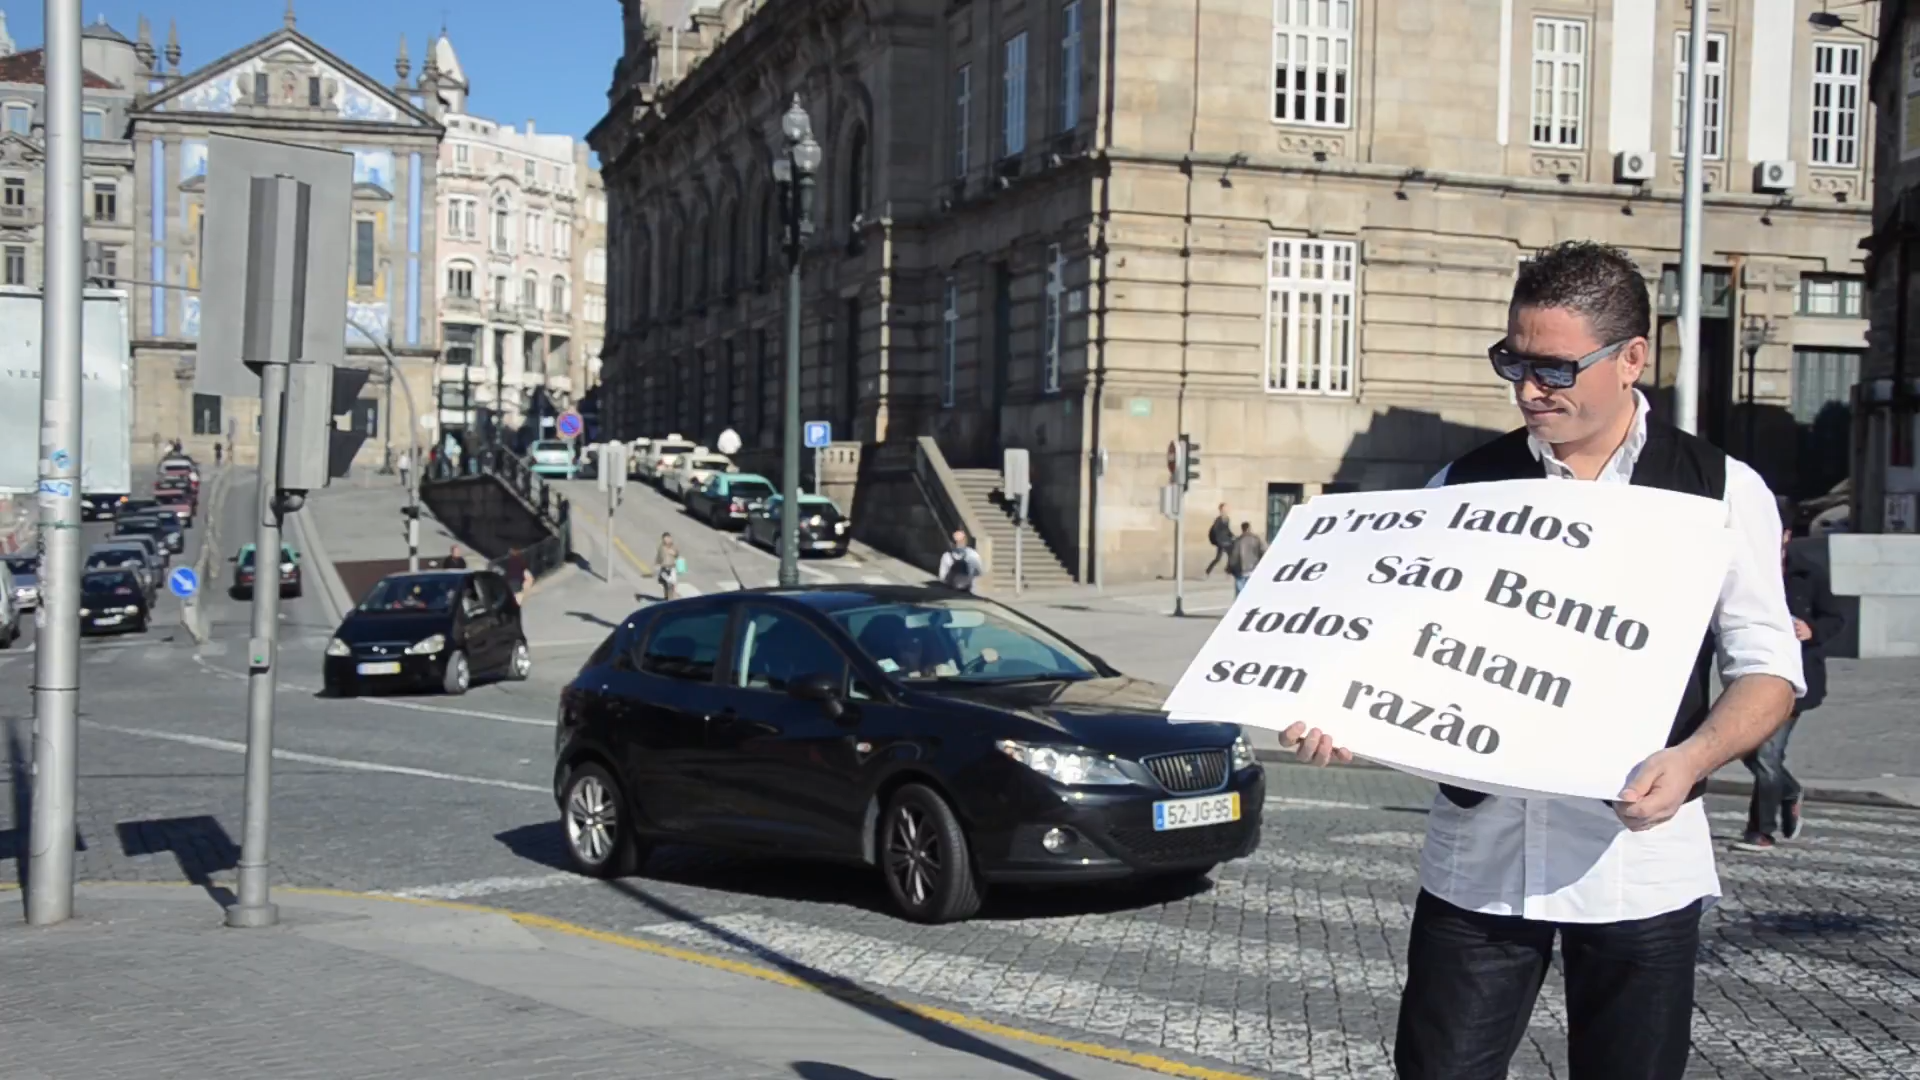 p'ros lados
de São Bento
todos falam
sem razão
52-JG-95
P